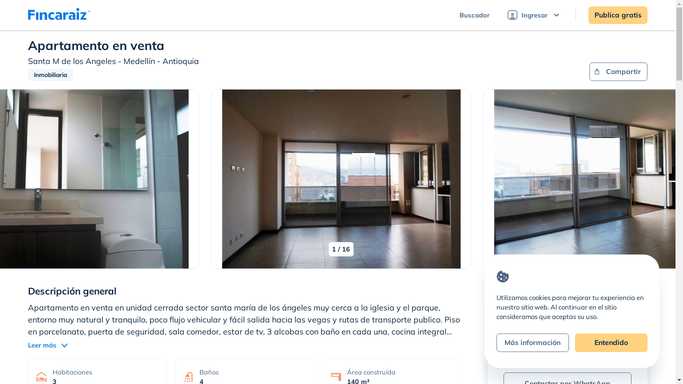 Fincaraiz
Buscador
Ingresar
Publica gratis
Apartamento en venta
Santa M de los Angeles - Medellín - Antioquia
Inmobiliaria
Compartir
1 / 16
Descripción general
Apartamento en venta en unidad cerrada sector santa maría de los ángeles muy cerca a la iglesia y el parque,
entorno muy natural y tranquilo, poco flujo vehicular y fácil salida hacia las vegas y rutas de transporte publico. Piso
en porcelanato, puerta de seguridad, sala comedor, estar de tv, 3 alcobas con baño en cada una, cocina integral...
Leer más
Habitaciones
3
Baños
4
Área construida
140 m²
Utilizamos cookies para mejorar tu experiencia en
nuestro sitio web. Al continuar en el sitio
consideramos que aceptas su uso.
Más información
Entendido
Contactar por WhatsApp